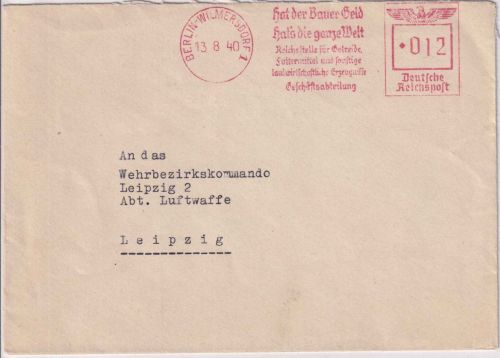 BERLIN-WILMERSDORF 1
13 8 40
Hat der Bauer Geld
Hat's die ganze Welt
Reichsstelle für Getreide,
Futtermittel und sonstige
landwirtschaftliche Erzeugnisse
Geschäftsabteilung
012
Deutsche
Reichspost
An das
Wehrbezirkskommando
Leipzig 2
Abt. Luftwaffe
Leipzig